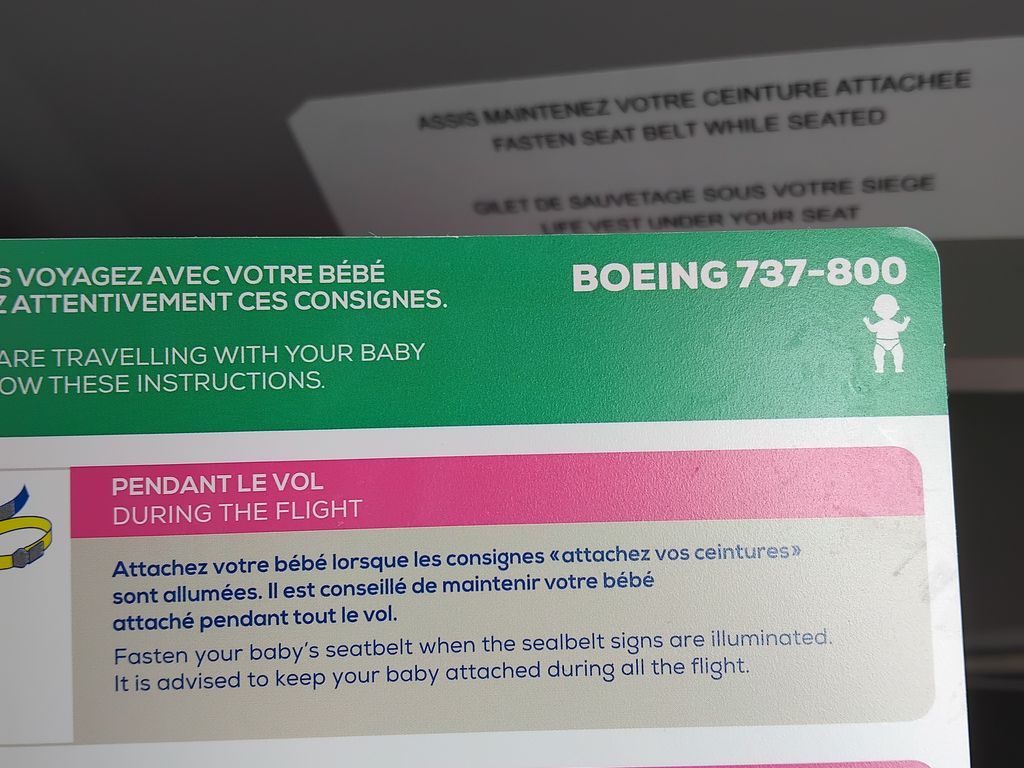 ASSIS MAINTENEZ VOTRE CEINTURE ATTACHEE
FASTEN SEAT BELT WHILE SEATED
GILET DE SAUVETAGE SOUS VOTRE SIEGE
LIFE VEST UNDER YOUR SEAT
S VOYAGEZ AVEC VOTRE BÉBÉ
Z ATTENTIVEMENT CES CONSIGNES.
ARE TRAVELLING WITH YOUR BABY
OW THESE INSTRUCTIONS.
BOEING 737-800
PENDANT LE VOL
DURING THE FLIGHT
Attachez votre bébé lorsque les consignes «attachez vos ceintures»
sont allumées. Il est conseillé de maintenir votre bébé
attaché pendant tout le vol.
Fasten your baby's seatbelt when the sealbelt signs are illuminated.
It is advised to keep your baby attached during all the flight.